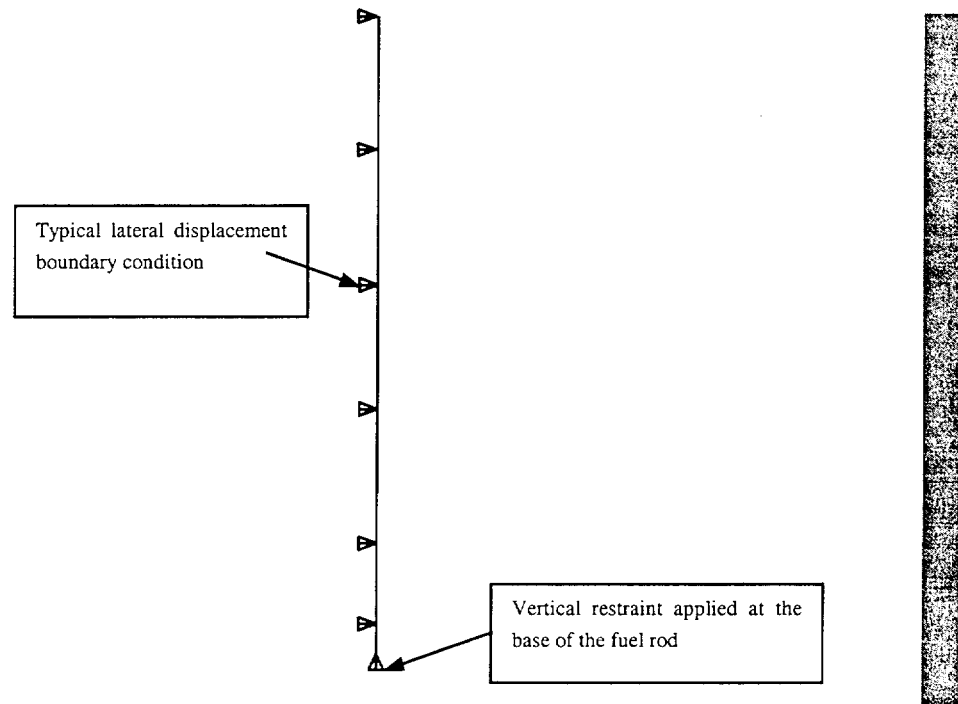 Typical lateral displacement
boundary condition
Vertical restraint applied at the
base of the fuel rod